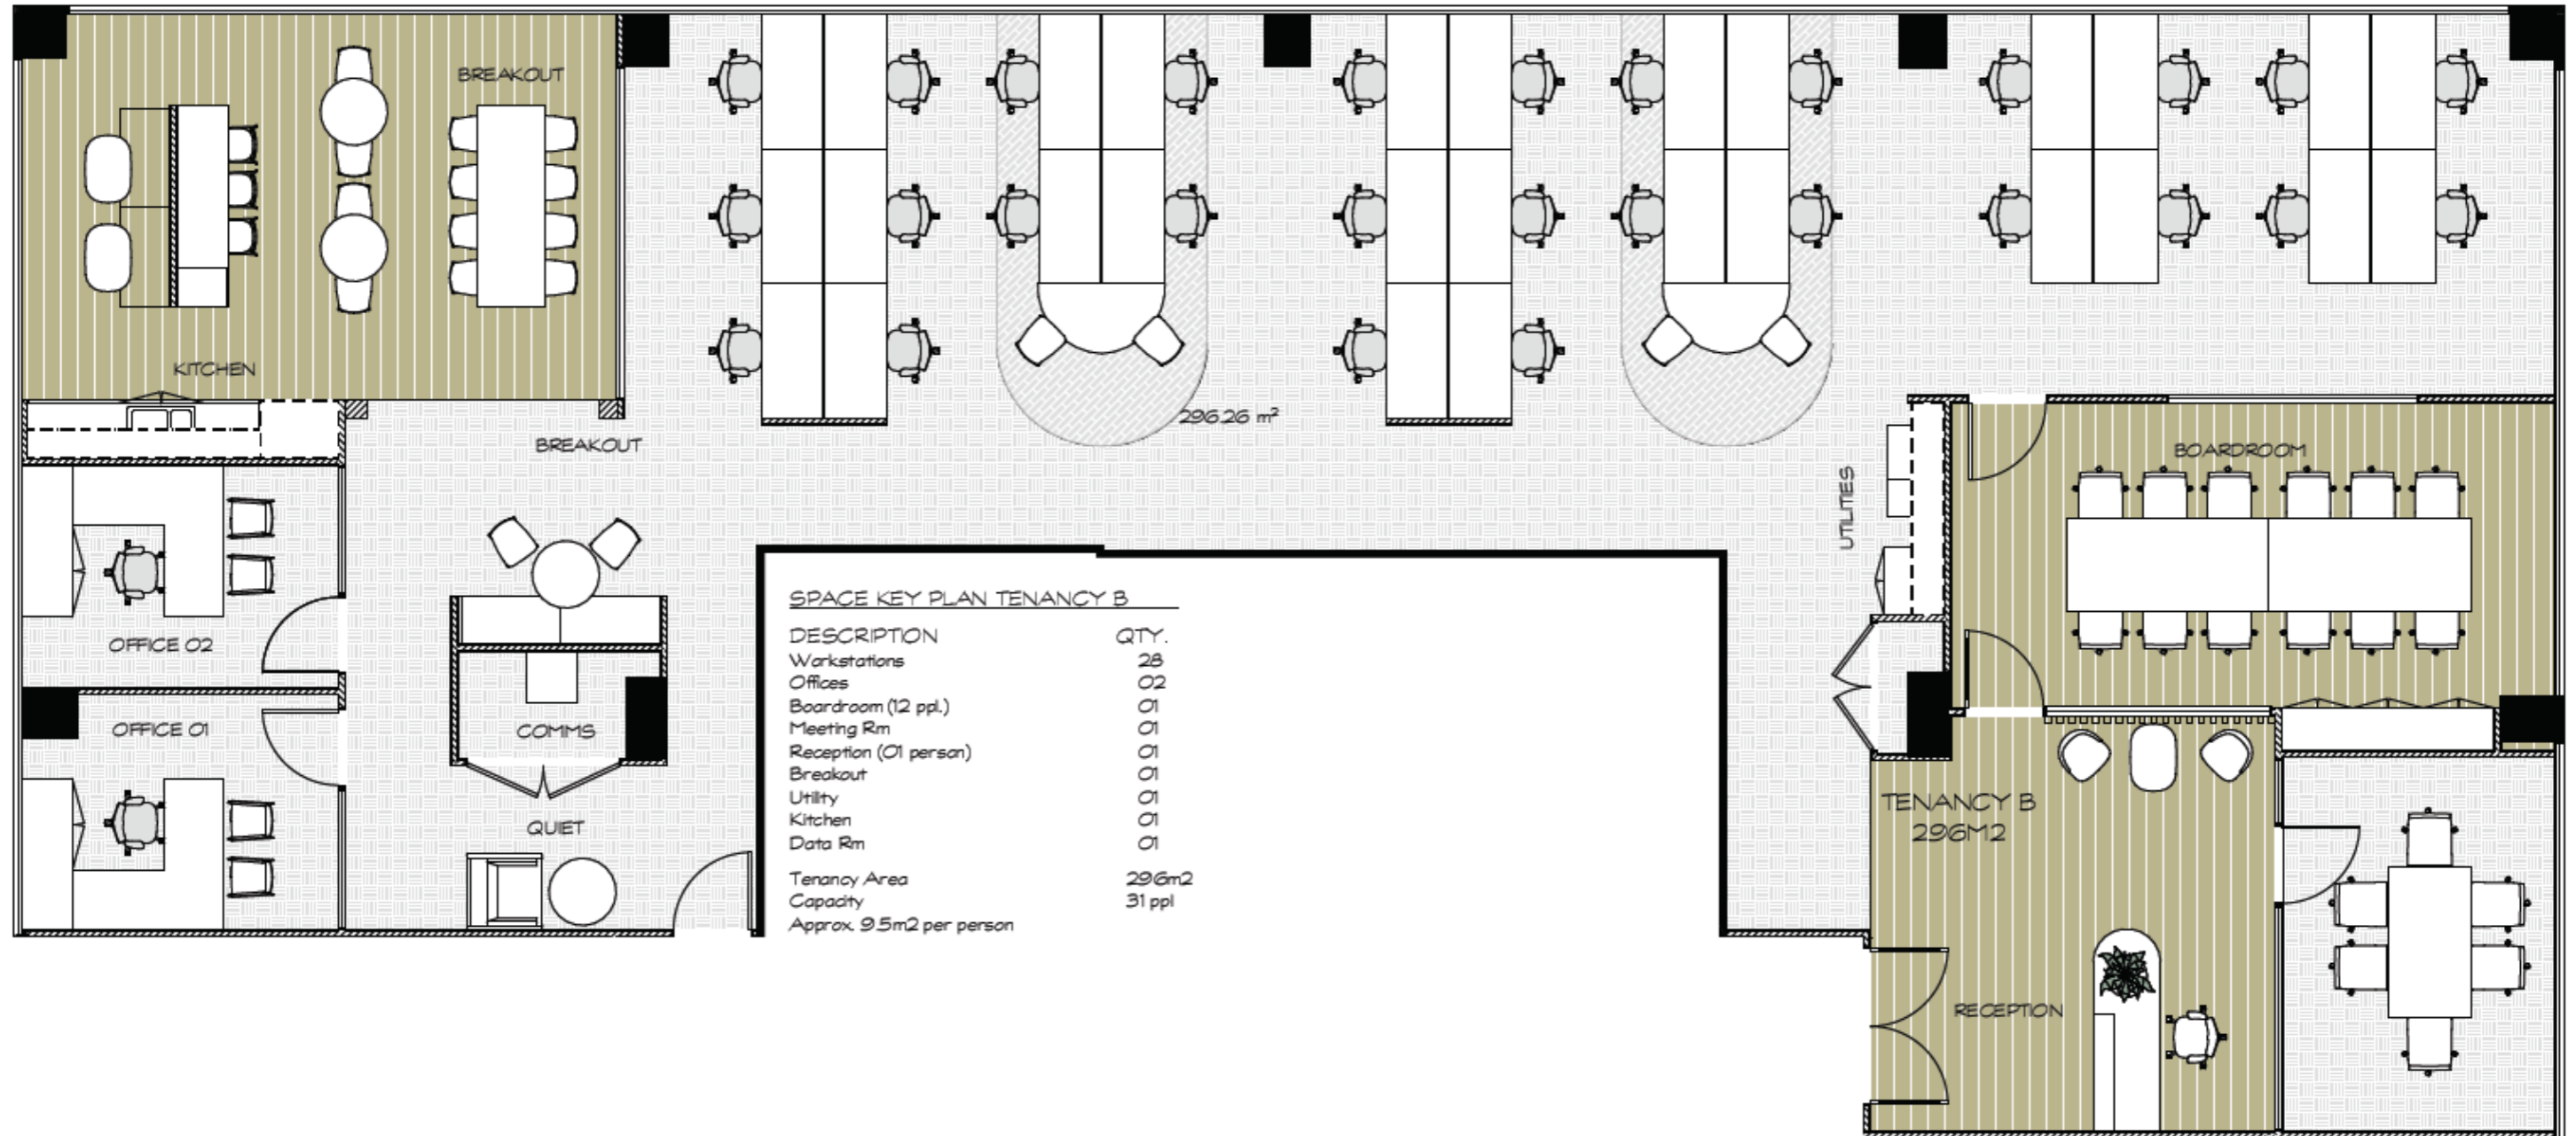 BREAKOUT
KITCHEN
296.26 m²
BREAKOUT
BOARDROOM
UTILITIES
OFFICE 02
OFFICE 01
COMMS
QUIET
SPACE KEY PLAN TENANCY B
DESCRIPTION QTY.
Workstations 28
Offices 02
Boardroom (12 ppl.) 01
Meeting Rm 01
Reception (01 person) 01
Breakout 01
Utility 01
Kitchen 01
Data Rm 01
Tenancy Area 296m2
Capacity 31 ppl
Approx. 9.5m2 per person
TENANCY B
296M2
RECEPTION